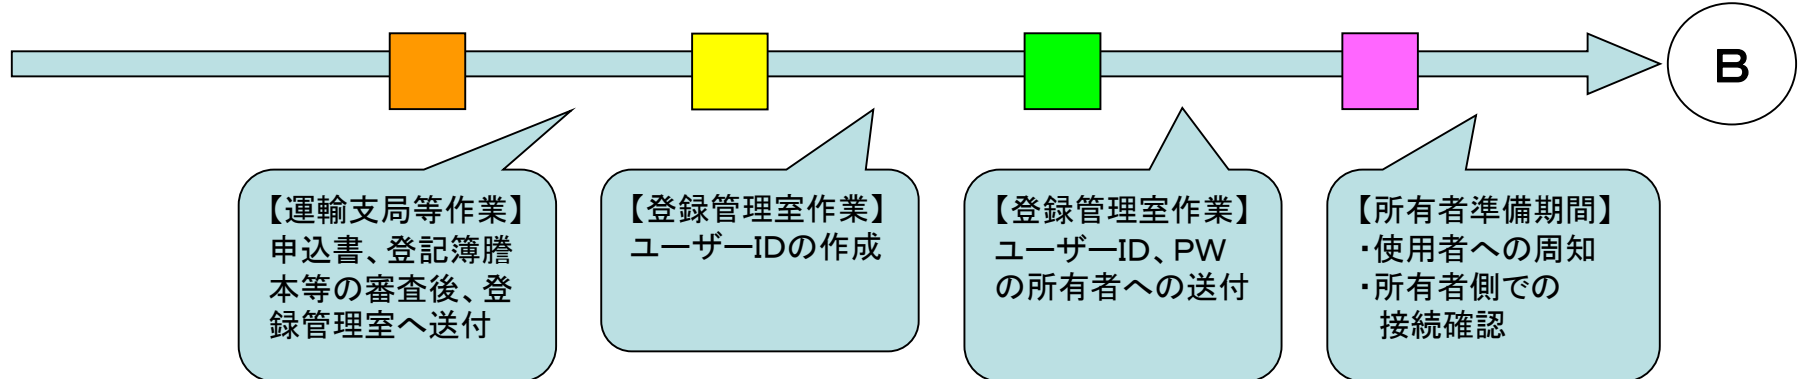 B
【運輸支局等作業】
申込書、登記簿謄
本等の審査後、登
録管理室へ送付
【登録管理室作業】
ユーザーIDの作成
【登録管理室作業】
ユーザーID、PW
の所有者への送付
【所有者準備期間】
・使用者への周知
・所有者側での
接続確認